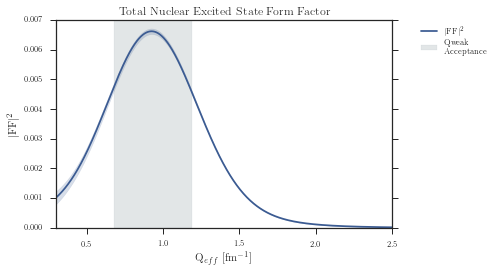 Total Nuclear Excited State Form Factor
|FF|²
0.007
0.006
0.005
0.004
0.003
0.002
0.001
0.000
0.5
1.0
1.5
2.0
2.5
Q_eff [fm⁻¹]
|FF|²
Qweak
Acceptance